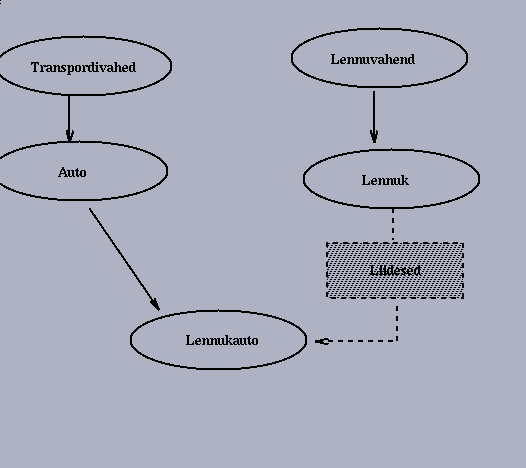 Transpordivahed
Lennuvahend
Auto
Lennuk
Liidesed
Lennukauto